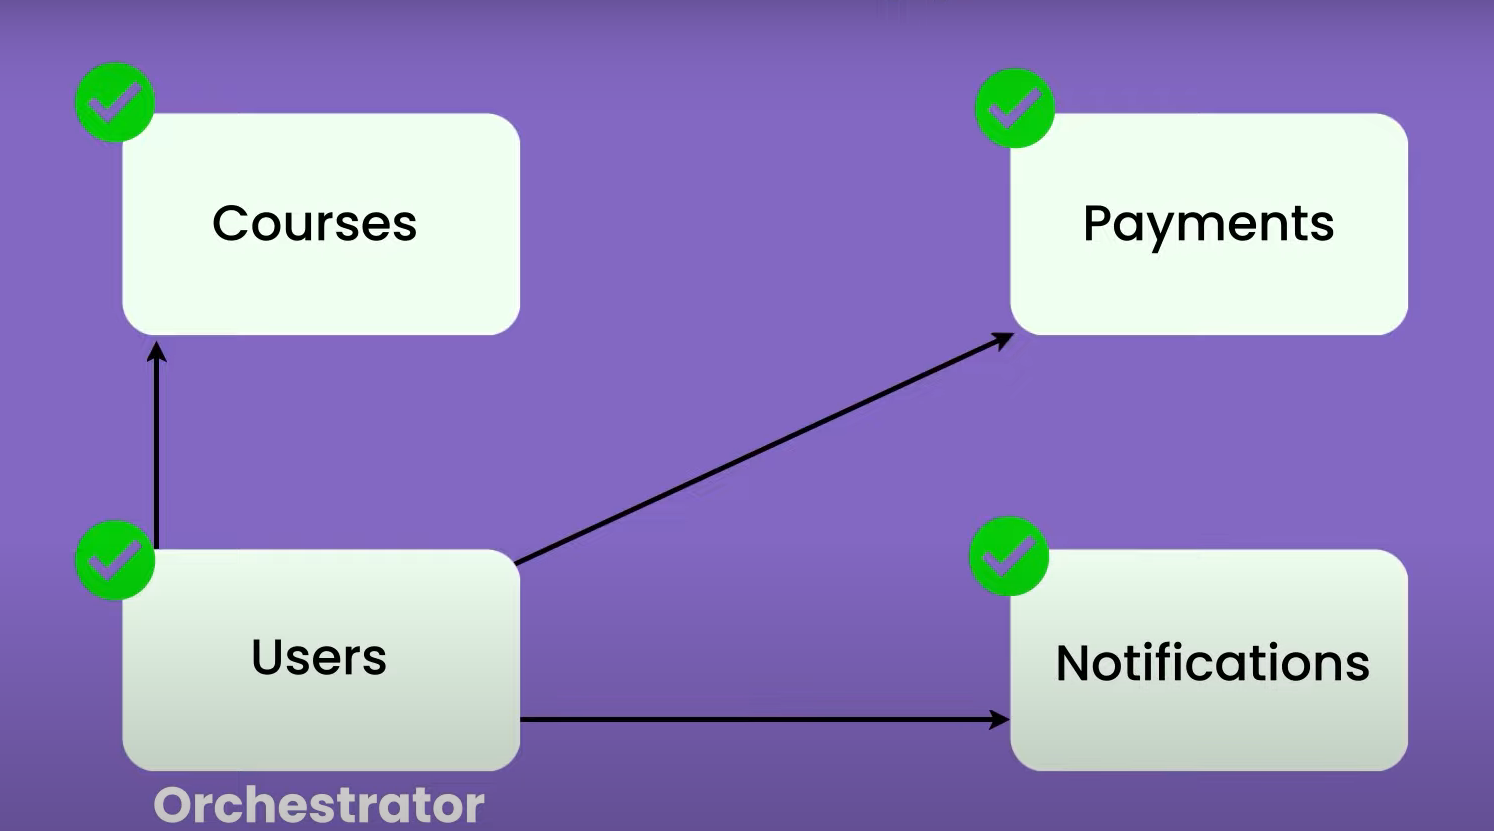 Courses
Payments
Users
Notifications
Orchestrator